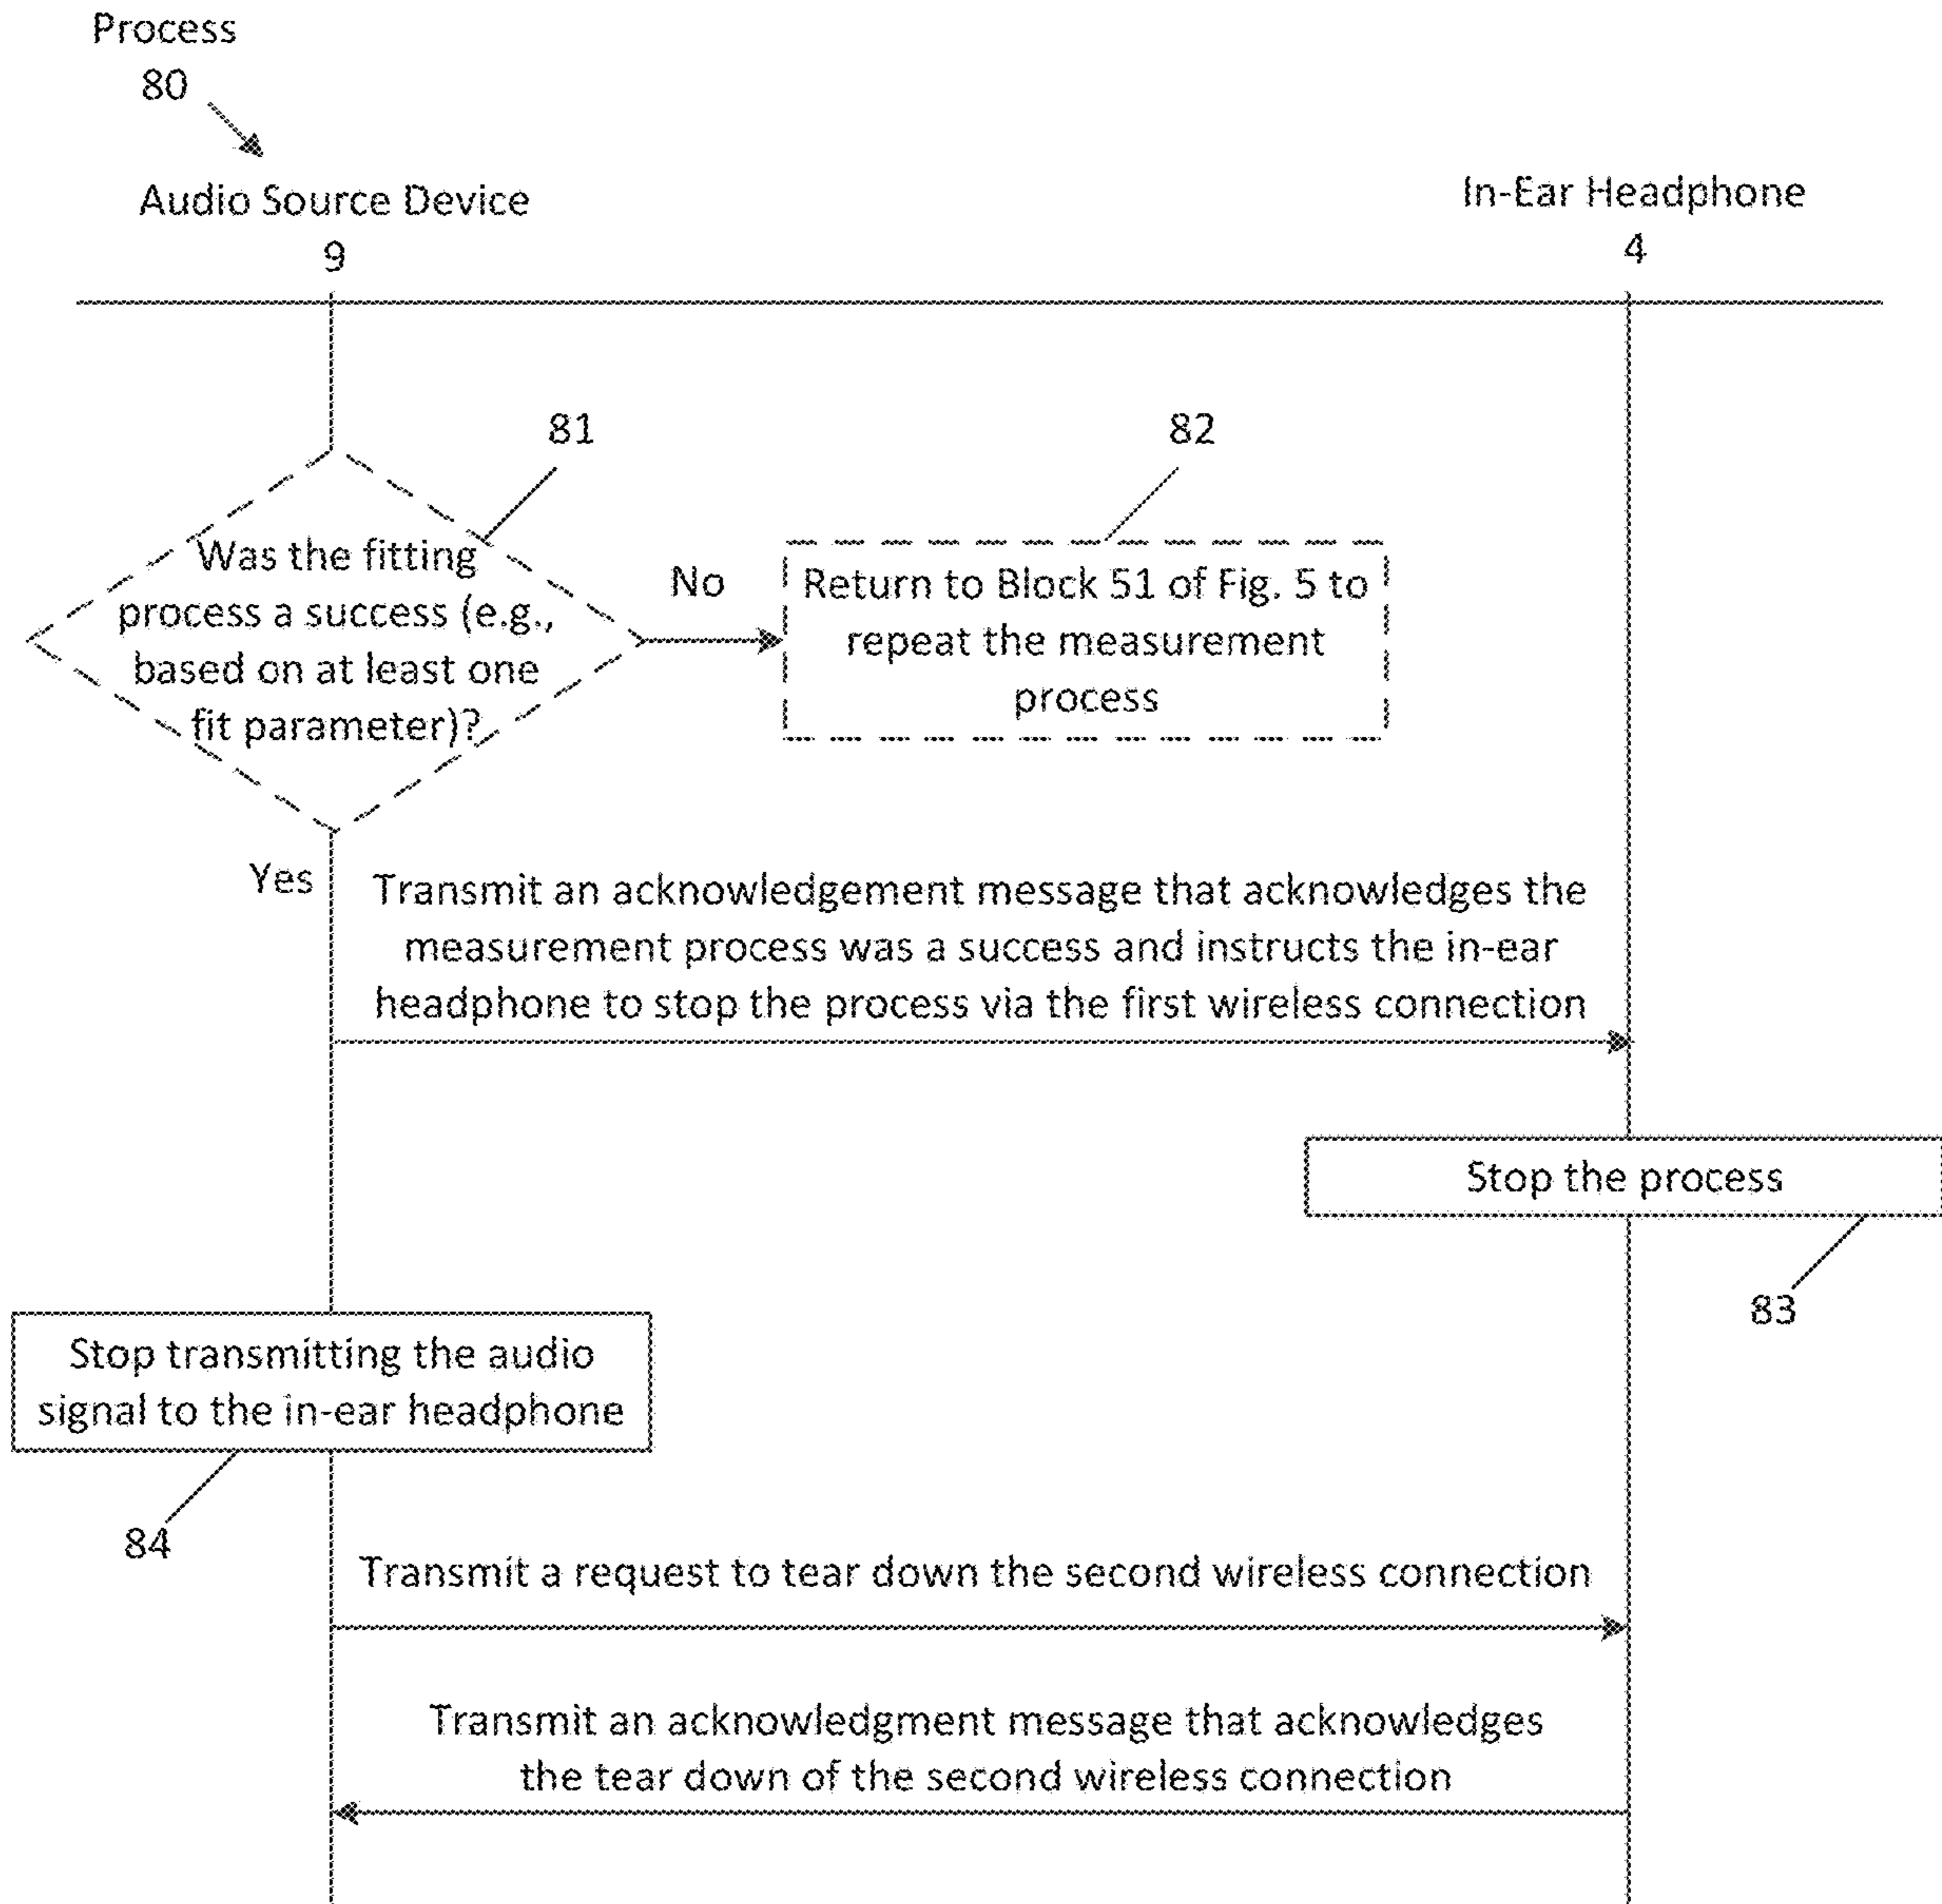 Process
80
Audio Source Device
9
In-Ear Headphone
4
81
82
Was the fitting
process a success (e.g.,
based on at least one
fit parameter)?
No
Return to Block 51 of Fig. 5 to
repeat the measurement
process
Yes
Transmit an acknowledgement message that acknowledges the
measurement process was a success and instructs the in-ear
headphone to stop the process via the first wireless connection
Stop the process
83
Stop transmitting the audio
signal to the in-ear headphone
84
Transmit a request to tear down the second wireless connection
Transmit an acknowledgment message that acknowledges
the tear down of the second wireless connection